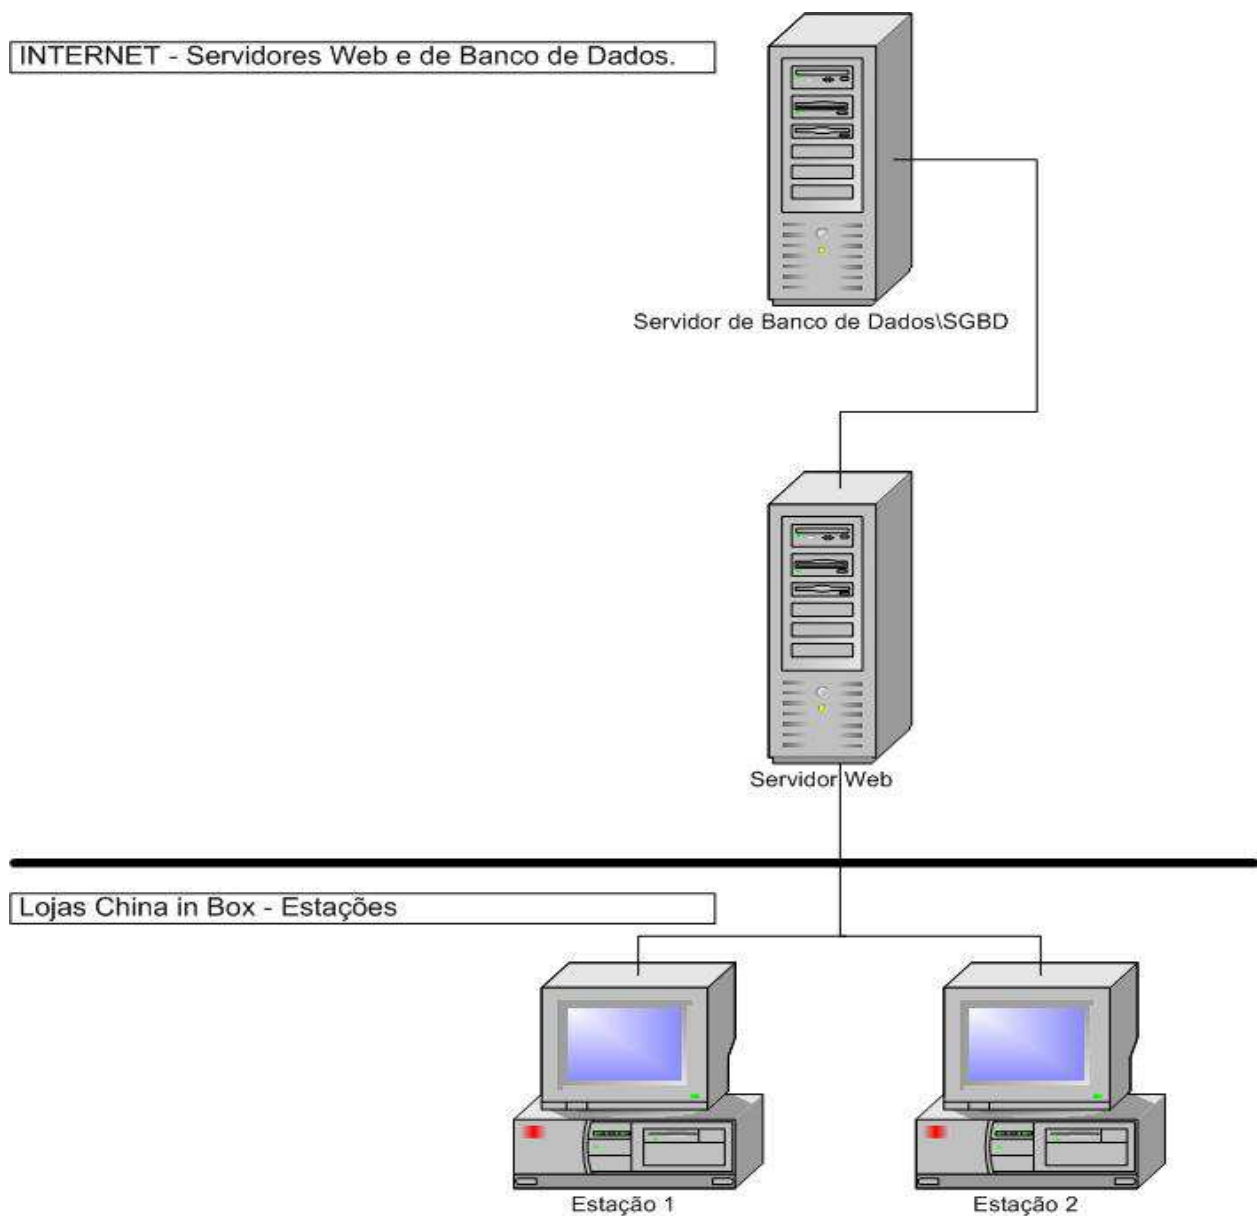 INTERNET - Servidores Web e de Banco de Dados.
Servidor de Banco de Dados\SGBD
Servidor Web
Lojas China in Box - Estações
Estação 1
Estação 2